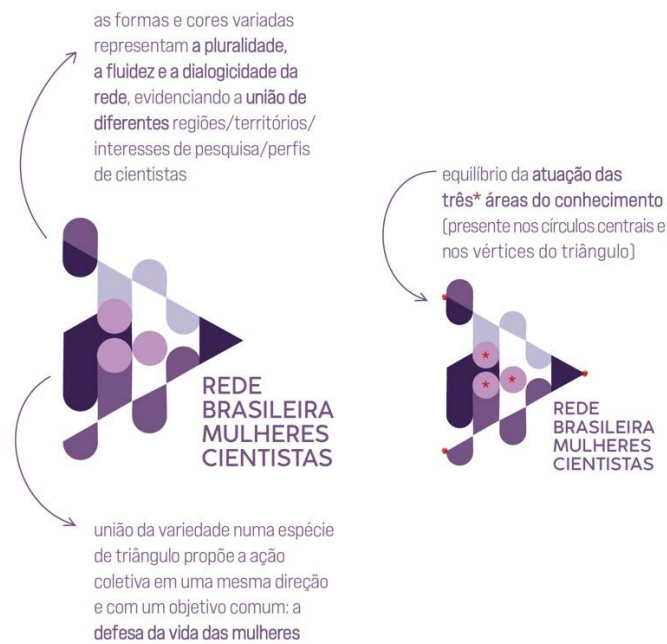 as formas e cores variadas
representam a pluralidade,
a fluidez e a dialogicidade da
rede, evidenciando a união de
diferentes regiões/territórios/
interesses de pesquisa/perfis
de cientistas
equilíbrio da atuação das
três* áreas do conhecimento
(presente nos círculos centrais e
nos vértices do triângulo)
REDE
BRASILEIRA
MULHERES
CIENTISTAS
*
*
*
REDE
BRASILEIRA
MULHERES
CIENTISTAS
união da variedade numa espécie
de triângulo propõe a ação
coletiva em uma mesma direção
e com um objetivo comum: a
defesa da vida das mulheres